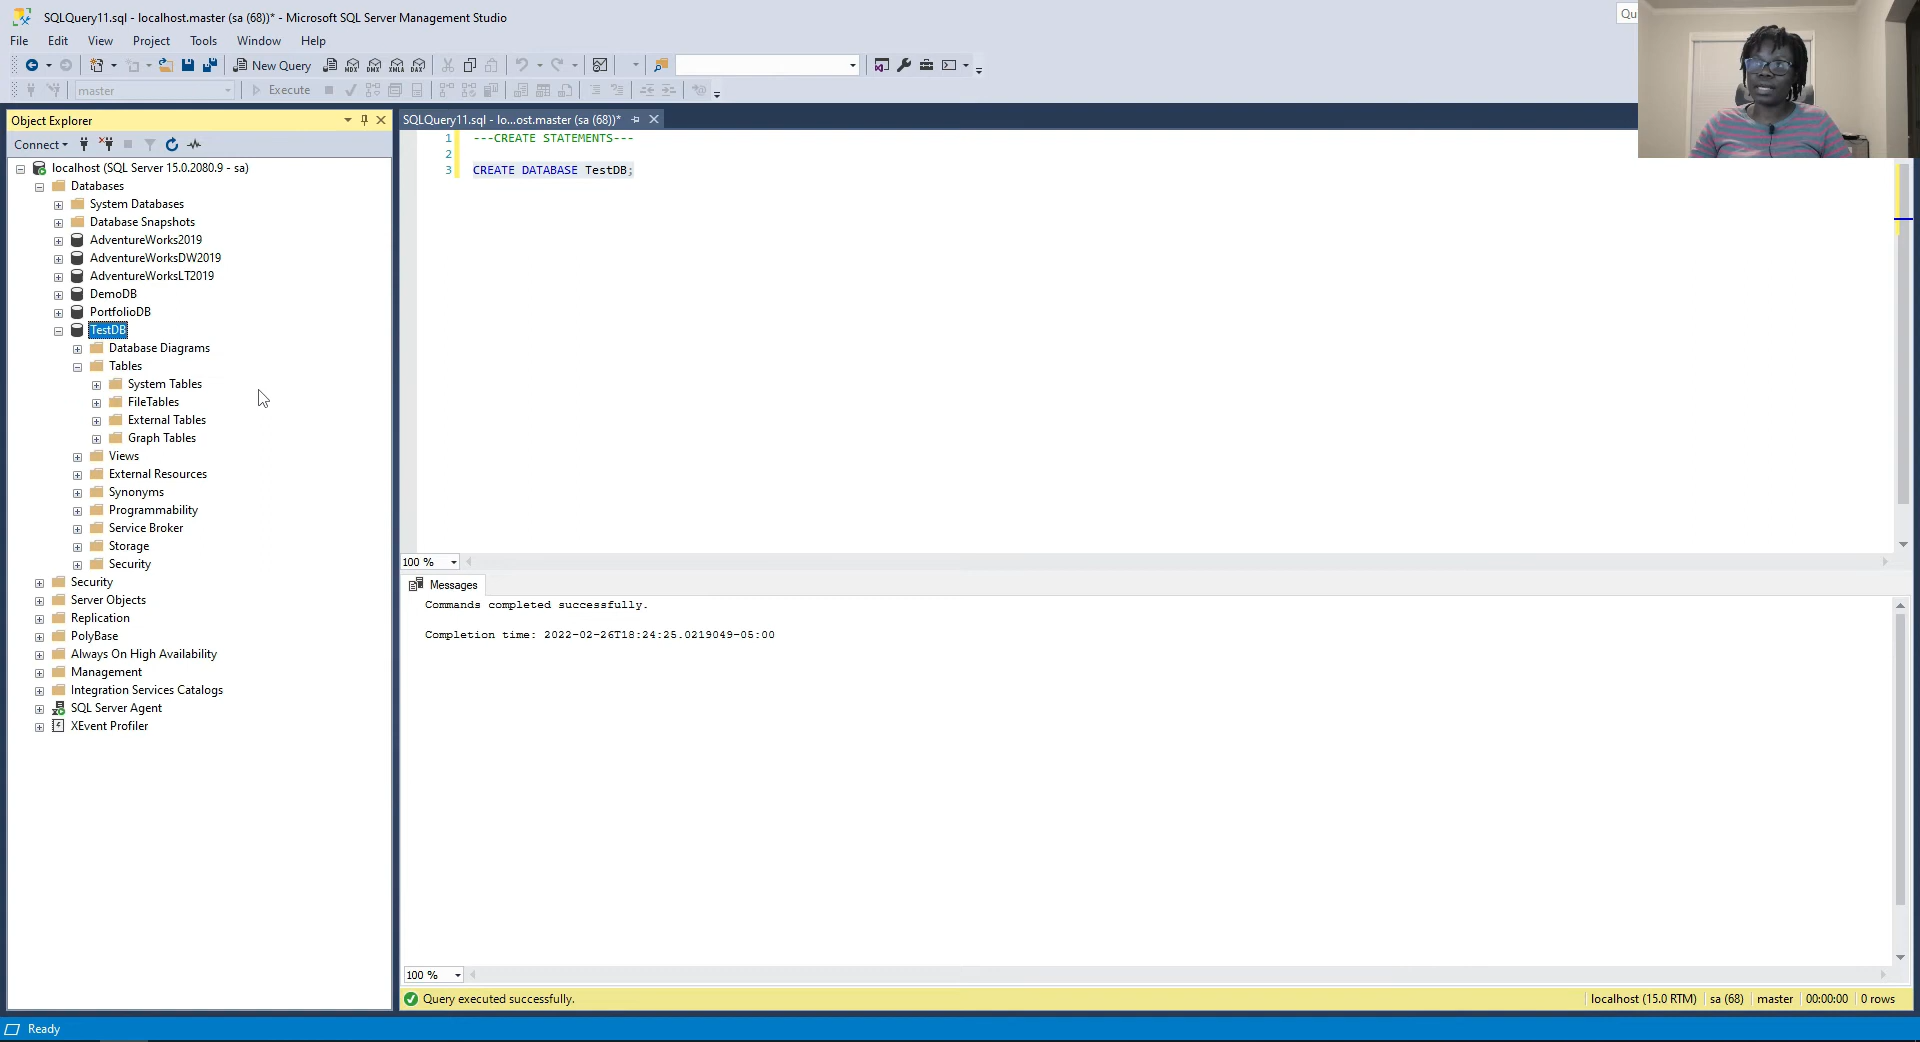 SQLQuery11.sql - localhost.master (sa (68))* - Microsoft SQL Server Management Studio
Qu
File Edit View Project Tools Window Help
New Query
MDX DMX XMLA DAX
master
Execute
Object Explorer
SQLQuery11.sql - lo...ost.master (sa (68))*
Connect
localhost (SQL Server 15.0.2080.9 - sa)
Databases
System Databases
Database Snapshots
AdventureWorks2019
AdventureWorksDW2019
AdventureWorksLT2019
DemoDB
PortfolioDB
TestDB
Database Diagrams
Tables
System Tables
FileTables
External Tables
Graph Tables
Views
External Resources
Synonyms
Programmability
Service Broker
Storage
Security
Security
Server Objects
Replication
PolyBase
Always On High Availability
Management
Integration Services Catalogs
SQL Server Agent
XEvent Profiler
1 ---CREATE STATEMENTS---
2
3 CREATE DATABASE TestDB;
100 %
Messages
Commands completed successfully.
Completion time: 2022-02-26T18:24:25.0219049-05:00
100 %
Query executed successfully.
localhost (15.0 RTM) sa (68) master 00:00:00 0 rows
Ready